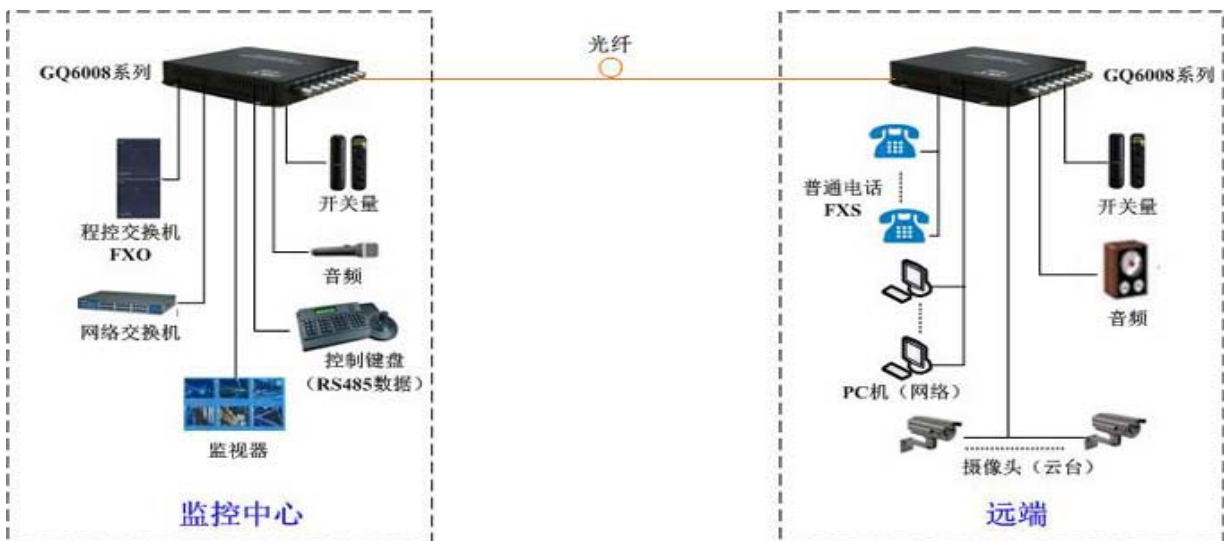 光纤
GQ6008系列
GQ6008系列
开关量
程控交换机
FXO
音频
网络交换机
控制键盘
（RS485数据）
监视器
监控中心
普通电话
FXS
开关量
音频
PC机（网络）
摄像头（云台）
远端